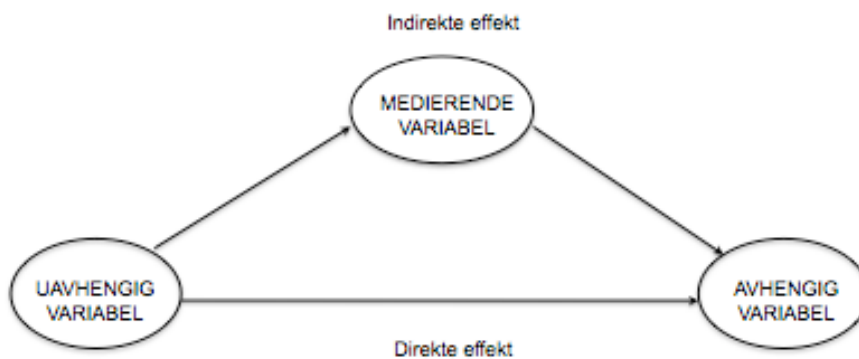 Indirekte effekt
MEDIERENDE
VARIABEL
UAVHENGIG
VARIABEL
AVHENGIG
VARIABEL
Direkte effekt